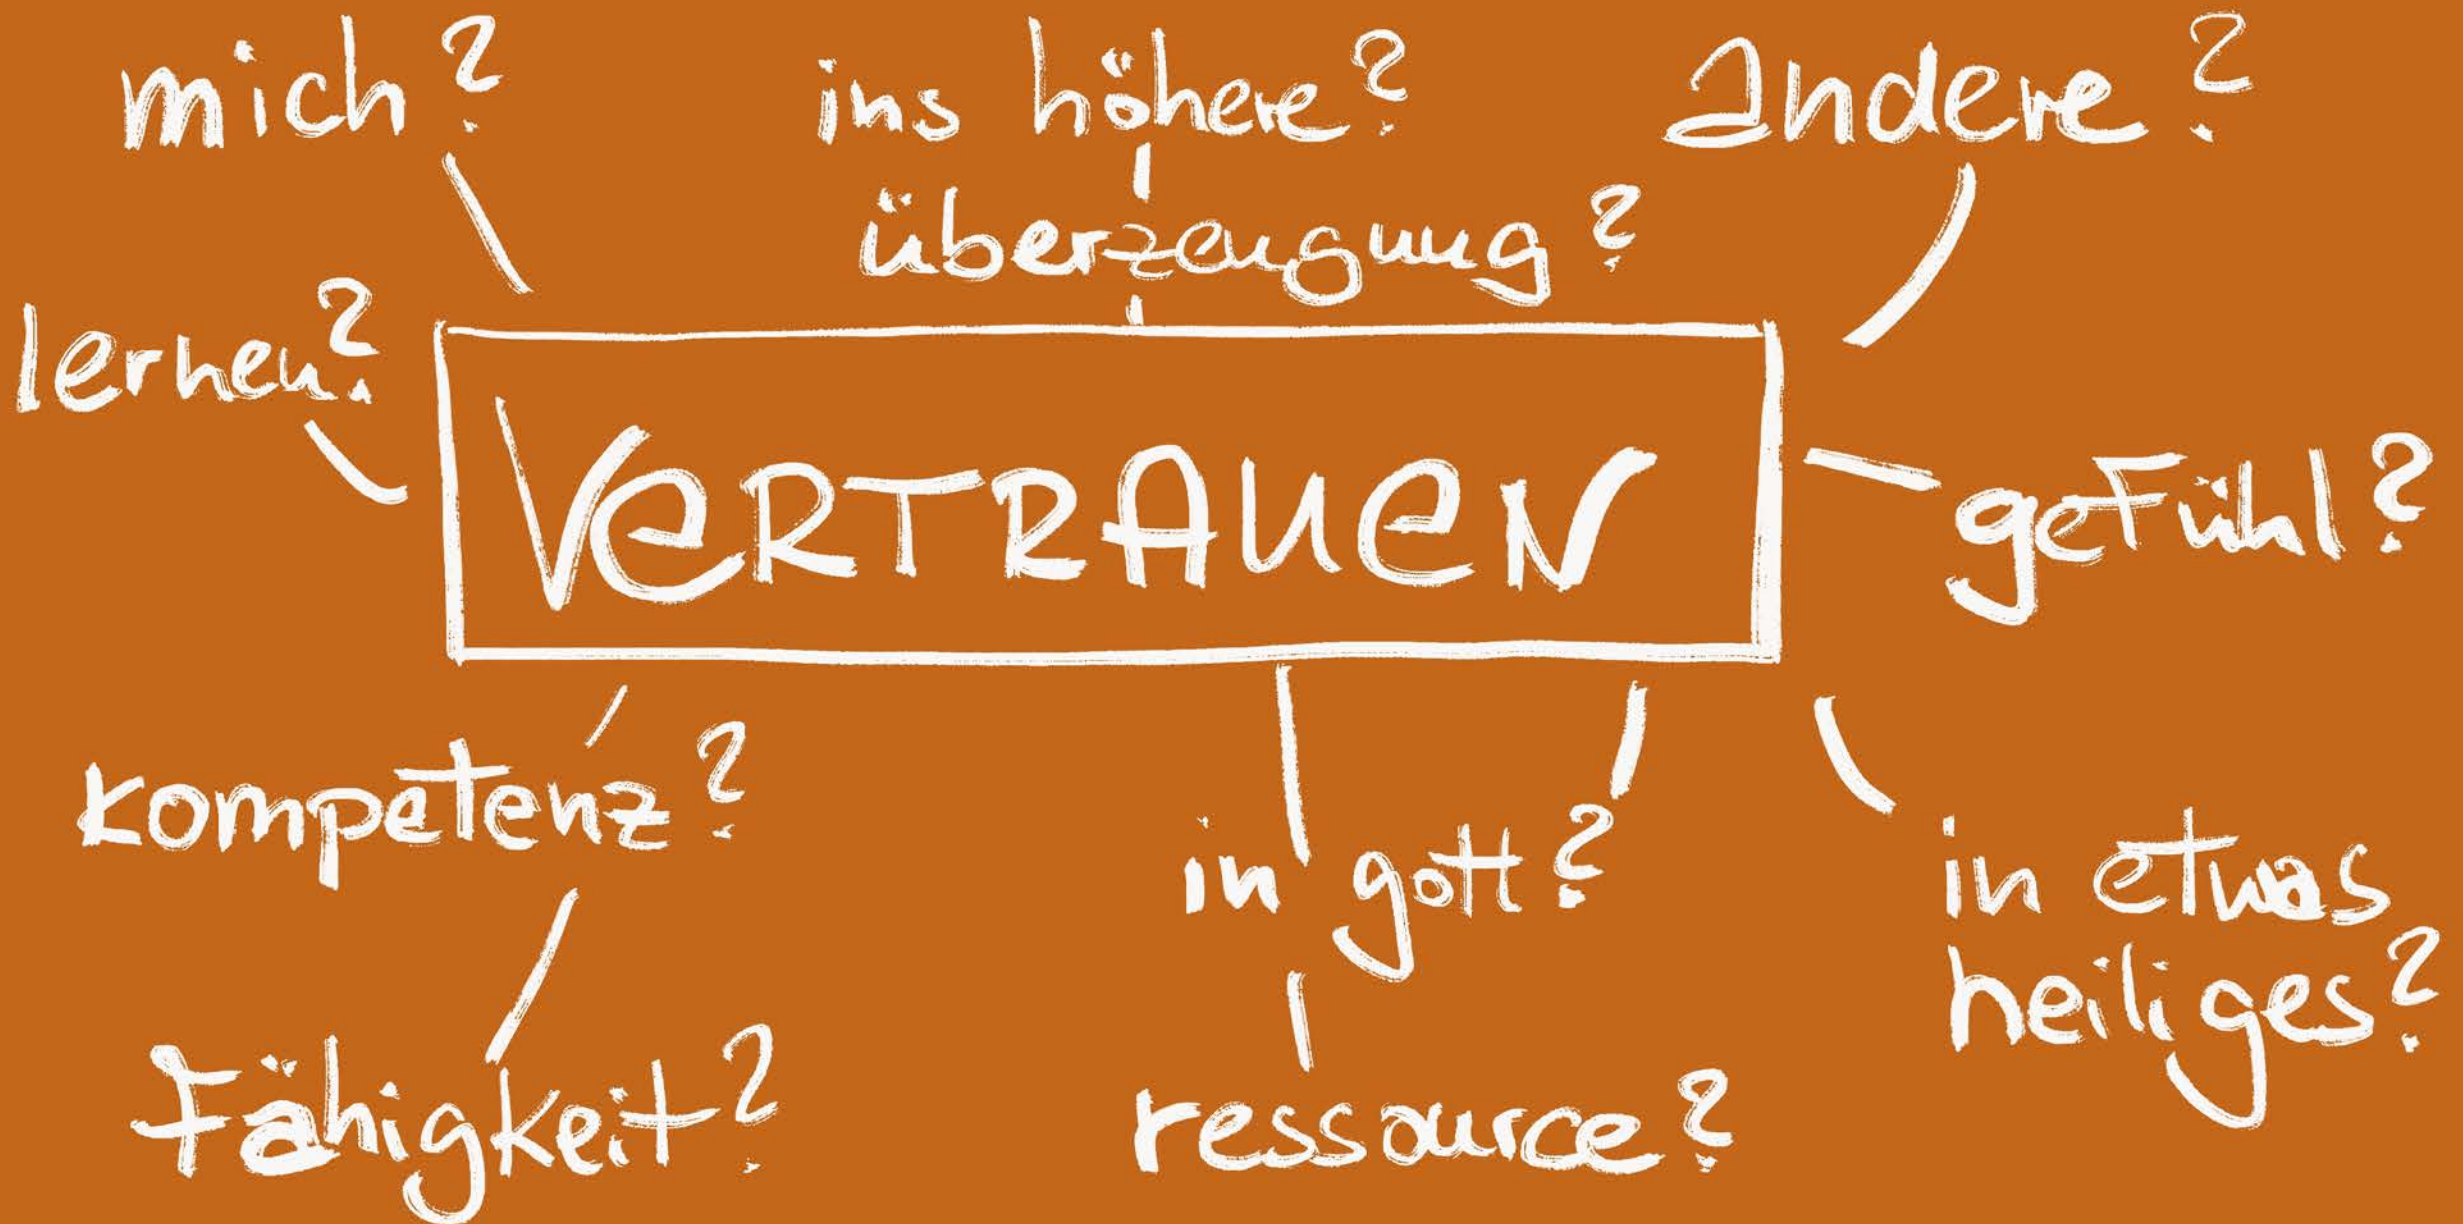 mich?
ins höhere?
andere?
überzeugung?
lernen?
VERTRAUEN
gefühl?
kompetenz?
in gott?
in etwas
heiliges?
fähigkeit?
ressource?